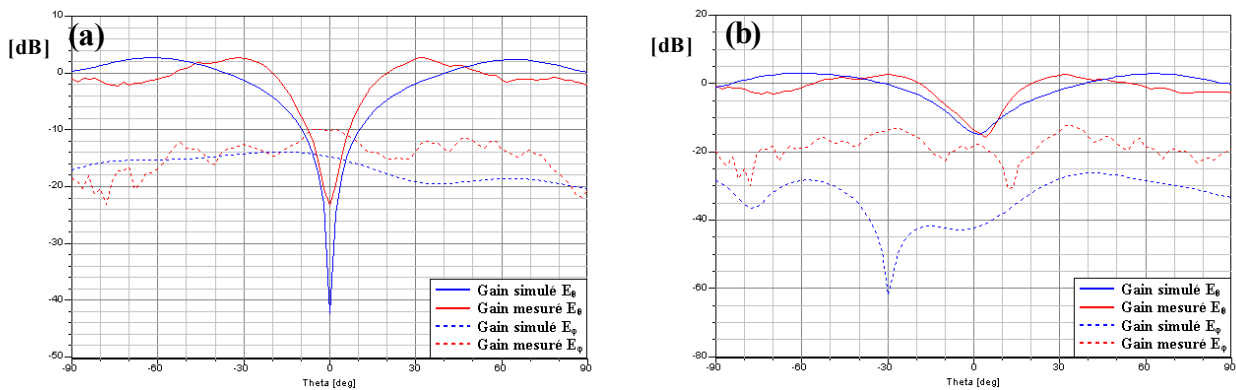 (a)
[dB]
10
0
-10
-20
-30
-40
-50
-90
-60
-30
0
30
60
90
Theta [deg]
Gain simulé Eθ
Gain mesuré Eθ
Gain simulé Eφ
Gain mesuré Eφ
(b)
[dB]
20
0
-20
-40
-60
-80
-90
-60
-30
0
30
60
90
Theta [deg]
Gain simulé Eθ
Gain mesuré Eθ
Gain simulé Eφ
Gain mesuré Eφ